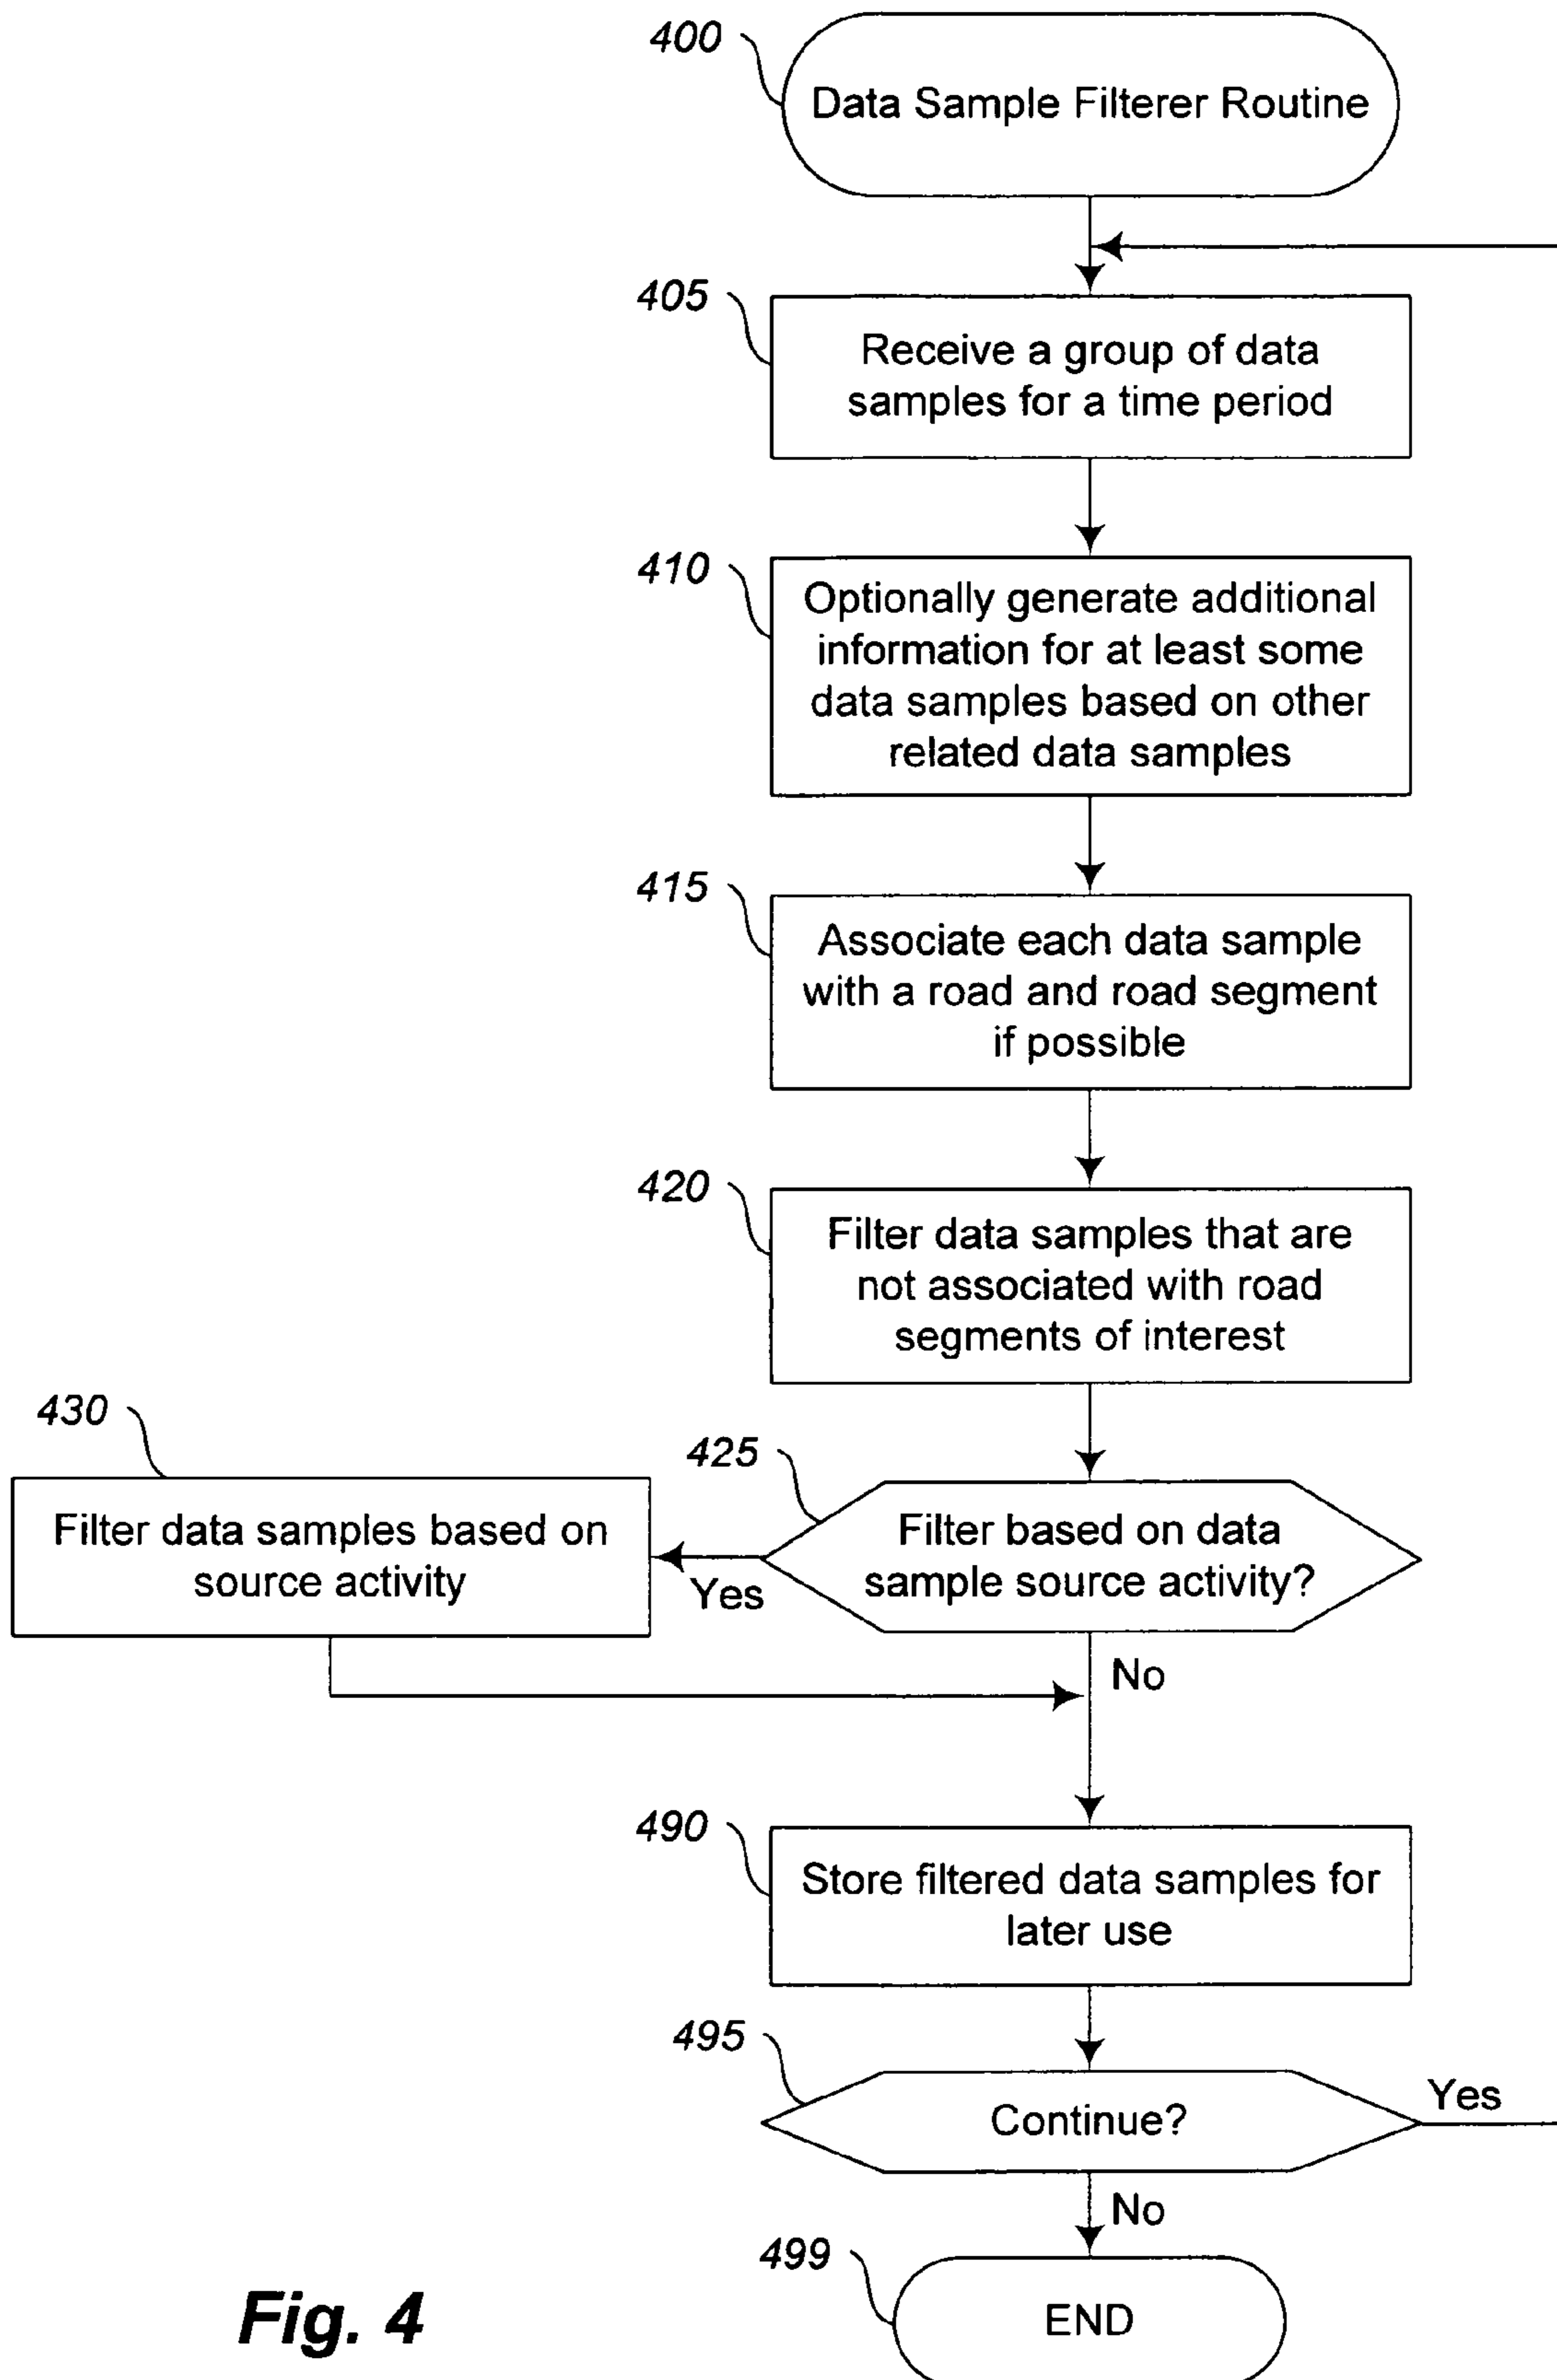 400
Data Sample Filterer Routine
405
Receive a group of data
samples for a time period
410
Optionally generate additional
information for at least some
data samples based on other
related data samples
415
Associate each data sample
with a road and road segment
if possible
420
Filter data samples that are
not associated with road
segments of interest
430
425
Filter data samples based on
source activity
Yes
Filter based on data
sample source activity?
No
490
Store filtered data samples for
later use
495
Continue?
Yes
No
499
END
Fig. 4